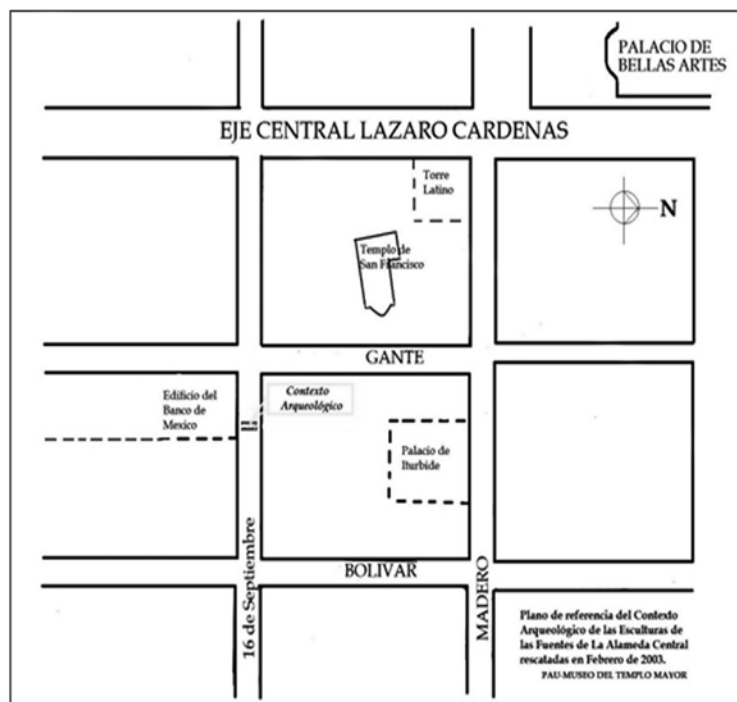 PALACIO DE
BELLAS ARTES
EJE CENTRAL LAZARO CARDENAS
Torre
Latino
N
Templo de
San Francisco
GANTE
Edificio del
Banco de
Mexico
Contexto
Arqueológico
Palacio de
Iturbide
16 de Septiembre
BOLIVAR
MADERO
Plano de referencia del Contexto
Arqueológico de las Esculturas de
las Fuentes de La Alameda Central
rescatadas en Febrero de 2003.
PAU-MUSEO DEL TEMPLO MAYOR